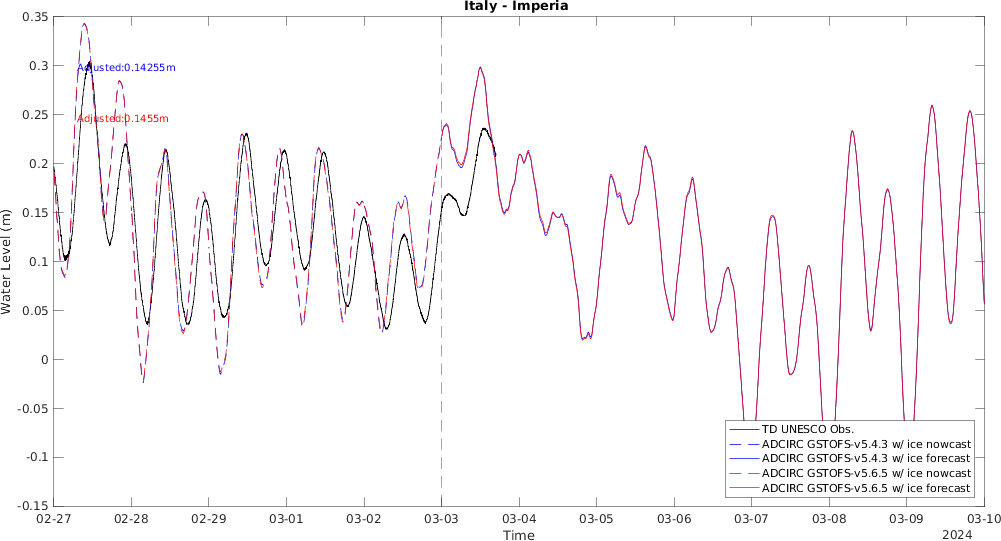 Italy - Imperia
0.35
0.3
0.25
0.2
0.15
0.1
0.05
0
-0.05
-0.1
-0.15
Water Level (m)
Adjusted:0.14255m
Adjusted:0.1455m
TD UNESCO Obs.
ADCIRC GSTOFS-v5.4.3 w/ ice nowcast
ADCIRC GSTOFS-v5.4.3 w/ ice forecast
ADCIRC GSTOFS-v5.6.5 w/ ice nowcast
ADCIRC GSTOFS-v5.6.5 w/ ice forecast
02-27 02-28 02-29 03-01 03-02 03-03 03-04 03-05 03-06 03-07 03-08 03-09 03-10
Time
2024